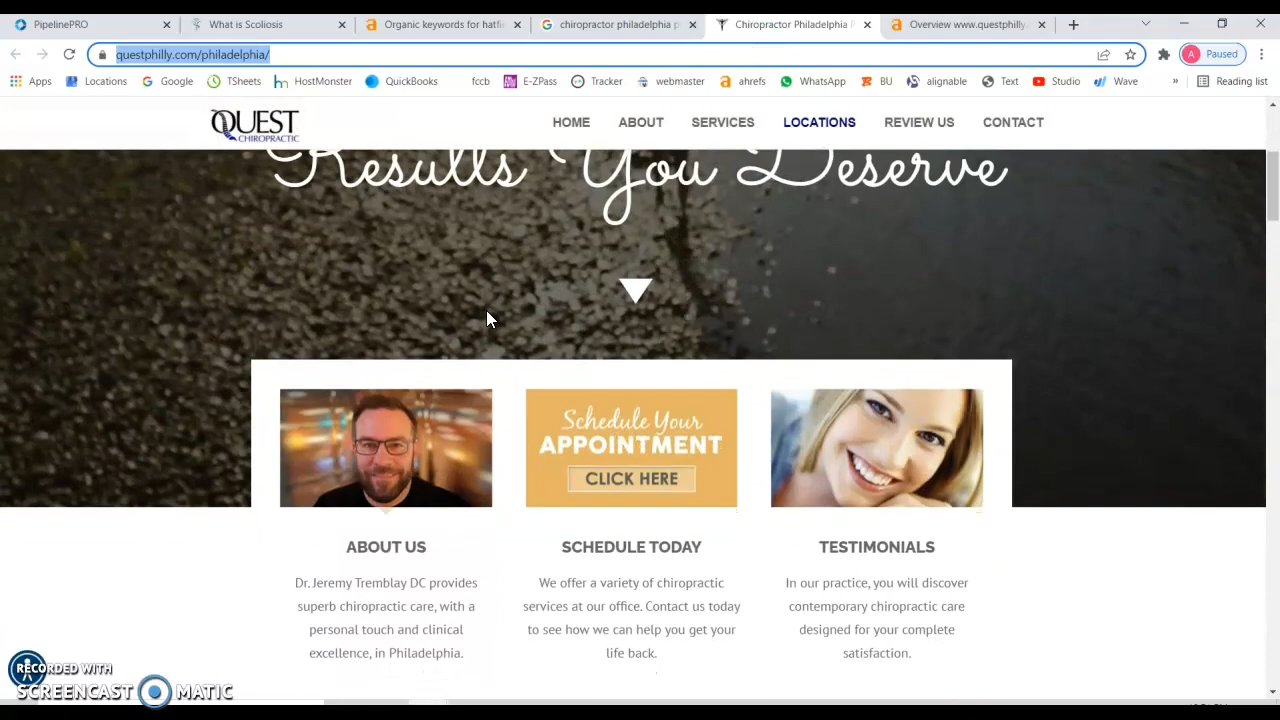 PipelinePRO
What is Scoliosis
Organic keywords for hatfi
chiropractor philadelphia p
Chiropractor Philadelphia
Overview www.questphilly
questphilly.com/philadelphia/
A Paused
Apps Locations Google TSheets HostMonster QuickBooks fccb E-ZPass Tracker webmaster ahrefs WhatsApp BU alignable Text Studio Wave » Reading list
QUEST
CHIROPRACTIC
HOME ABOUT SERVICES LOCATIONS REVIEW US CONTACT
Results You Deserve
Schedule Your
APPOINTMENT
CLICK HERE
ABOUT US
Dr. Jeremy Tremblay DC provides
superb chiropractic care, with a
personal touch and clinical
excellence, in Philadelphia.
SCHEDULE TODAY
We offer a variety of chiropractic
services at our office. Contact us today
to see how we can help you get your
life back.
TESTIMONIALS
In our practice, you will discover
contemporary chiropractic care
designed for your complete
satisfaction.
RECORDED WITH
SCREENCAST MATIC